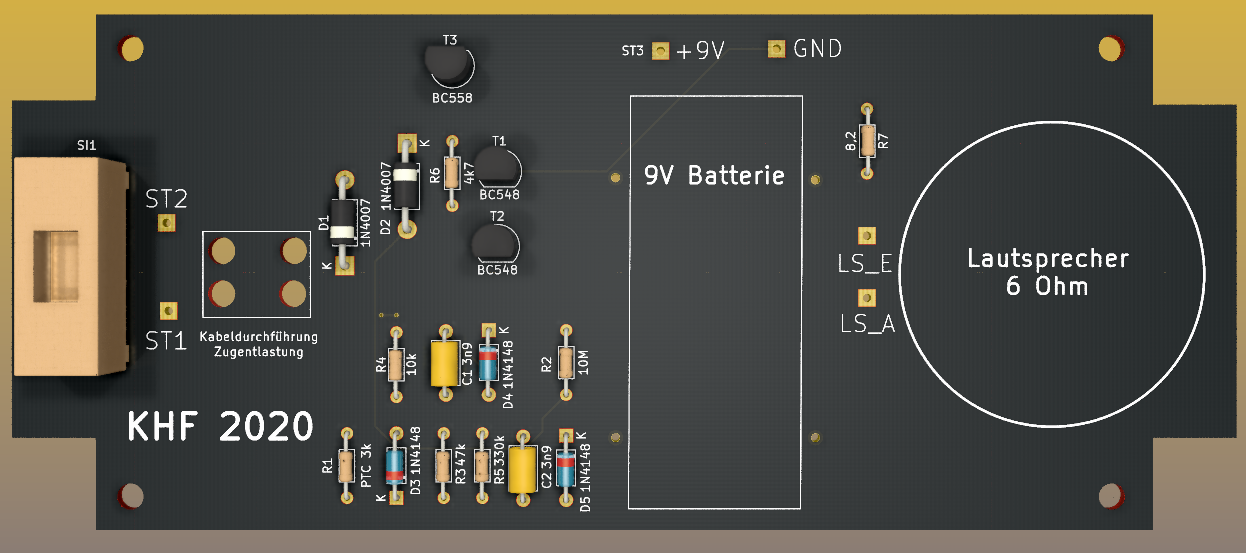 T3
BC558
ST3
+9V
GND
SI1
ST2
ST1
Kabeldurchführung
Zugentlastung
D1
1N4007
K
D2
1N4007
K
R6
4k7
T1
BC548
T2
BC548
9V Batterie
8,2
R7
LS_E
LS_A
Lautsprecher
6 Ohm
R4
10k
C1 3n9
K
D4 1N4148
R2
10M
KHF 2020
R1
PTC 3k
K
D3 1N4148
R3 47k
R5 330k
C2 3n9
K
D5 1N4148